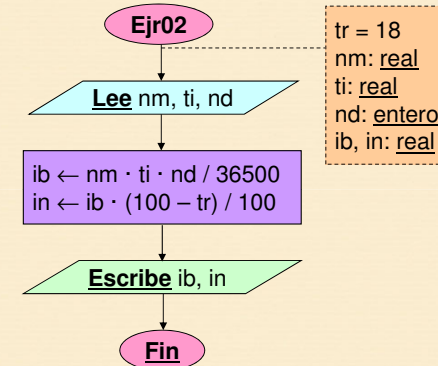 Ejr02
tr = 18
nm: real
ti: real
nd: entero
ib, in: real
Lee nm, ti, nd
ib ← nm · ti · nd / 36500
in ← ib · (100 – tr) / 100
Escribe ib, in
Fin